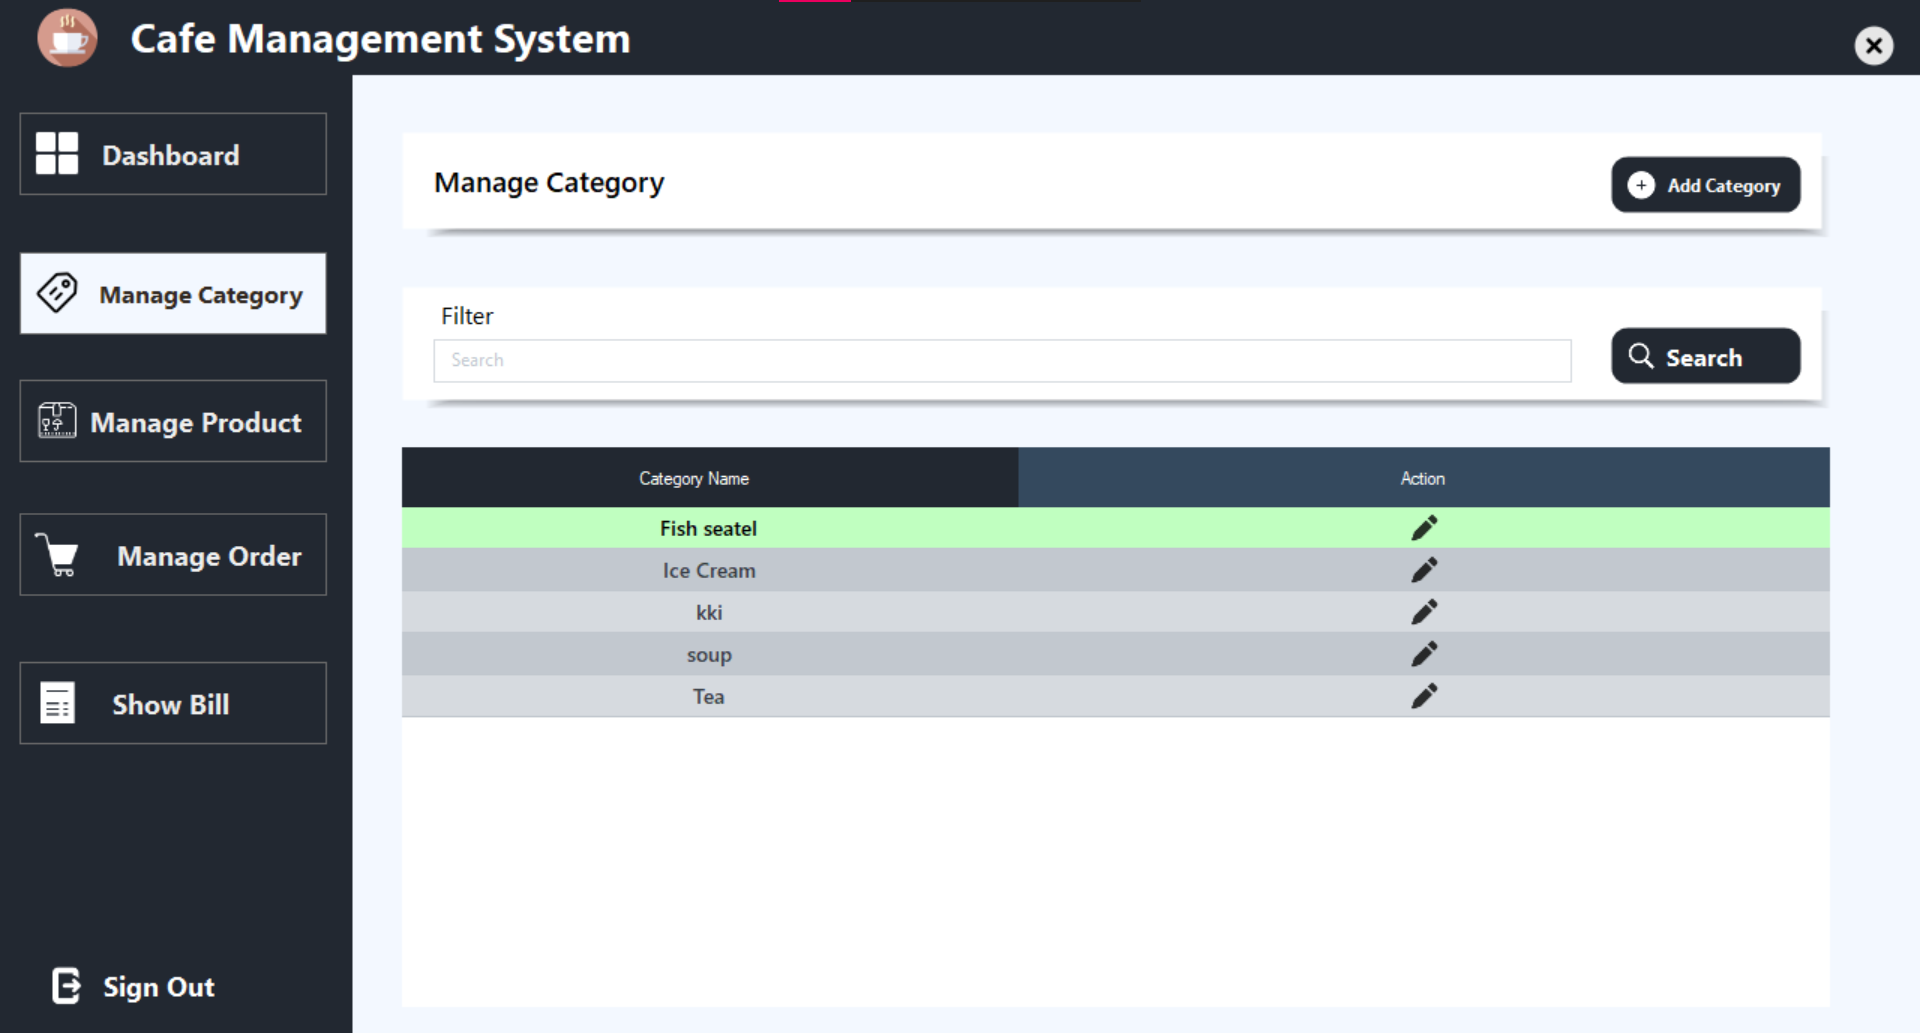 Cafe Management System
Dashboard
Manage Category
Manage Product
Manage Order
Show Bill
Sign Out
Manage Category
Add Category
Filter
Search
Search
Category Name Action
Fish seatel
Ice Cream
kki
soup
Tea